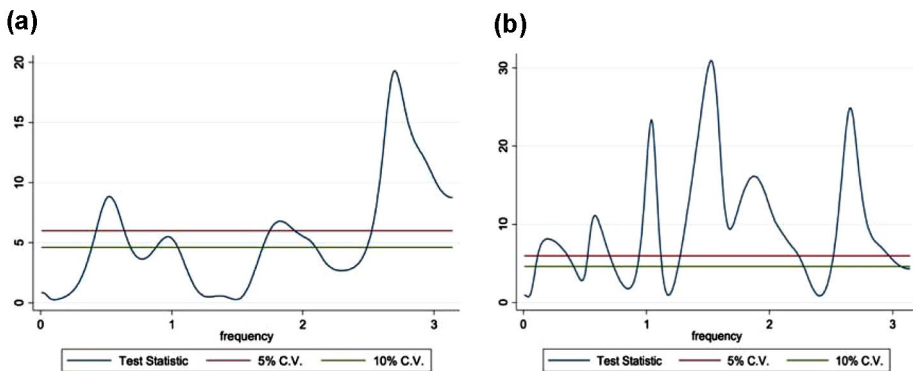 (a)
20
15
10
5
0
0 1 2 3
frequency
Test Statistic 5% C.V. 10% C.V.
(b)
30
20
10
0
0 1 2 3
frequency
Test Statistic 5% C.V. 10% C.V.